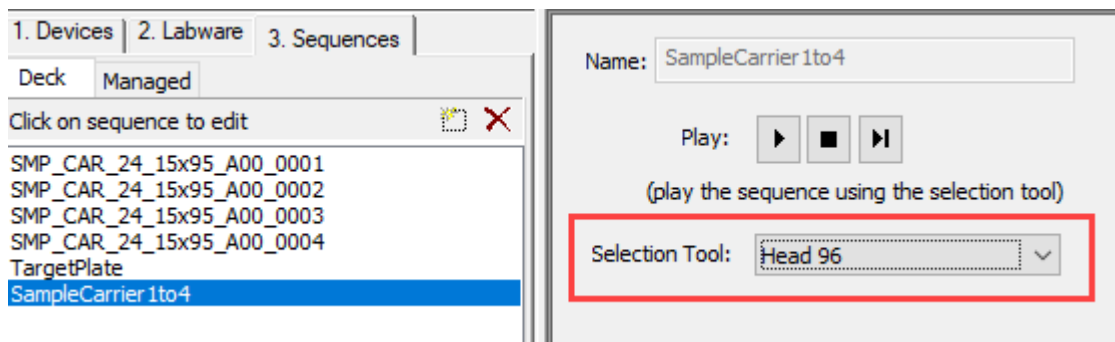 1. Devices 2. Labware 3. Sequences
Deck Managed
Click on sequence to edit
SMP_CAR_24_15x95_A00_0001
SMP_CAR_24_15x95_A00_0002
SMP_CAR_24_15x95_A00_0003
SMP_CAR_24_15x95_A00_0004
TargetPlate
SampleCarrier1to4
Name: SampleCarrier1to4
Play:
(play the sequence using the selection tool)
Selection Tool: Head 96